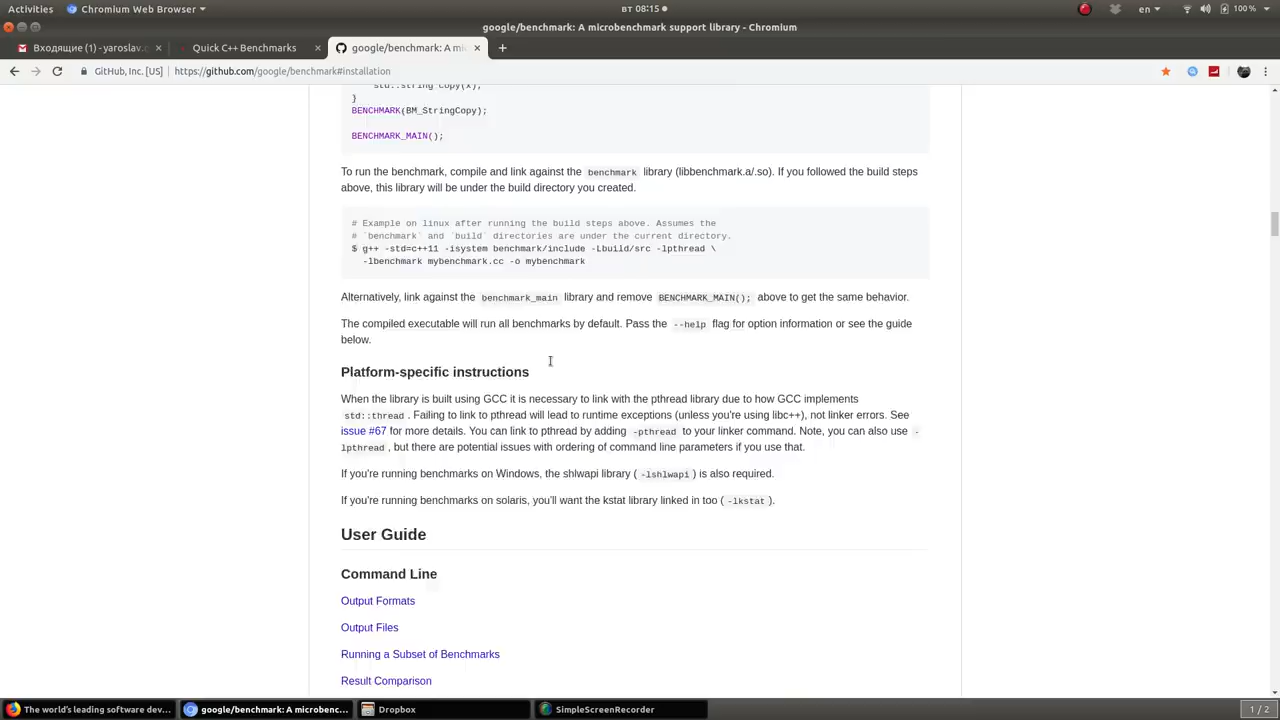 Activities Chromium Web Browser вт 08:15 en 100 %
google/benchmark: A microbenchmark support library - Chromium
Входящие (1) - yaroslav. Quick C++ Benchmarks google/benchmark: A mi
GitHub, Inc. [US] https://github.com/google/benchmark#installation
std::string copy(x);
}
BENCHMARK(BM_StringCopy);
BENCHMARK_MAIN();
To run the benchmark, compile and link against the benchmark library (libbenchmark.a/.so). If you followed the build steps
above, this library will be under the build directory you created.
# Example on linux after running the build steps above. Assumes the
# `benchmark` and `build` directories are under the current directory.
$ g++ -std=c++11 -isystem benchmark/include -Lbuild/src -lpthread \
-lbenchmark mybenchmark.cc -o mybenchmark
Alternatively, link against the benchmark_main library and remove BENCHMARK_MAIN(); above to get the same behavior.
The compiled executable will run all benchmarks by default. Pass the --help flag for option information or see the guide
below.
Platform-specific instructions
When the library is built using GCC it is necessary to link with the pthread library due to how GCC implements
std::thread. Failing to link to pthread will lead to runtime exceptions (unless you're using libc++), not linker errors. See
issue #67 for more details. You can link to pthread by adding -pthread to your linker command. Note, you can also use -
lpthread, but there are potential issues with ordering of command line parameters if you use that.
If you're running benchmarks on Windows, the shlwapi library (-lshlwapi) is also required.
If you're running benchmarks on solaris, you'll want the kstat library linked in too (-lkstat).
User Guide
Command Line
Output Formats
Output Files
Running a Subset of Benchmarks
Result Comparison
The world's leading software dev... google/benchmark: A microbenc... Dropbox SimpleScreenRecorder 1 / 2